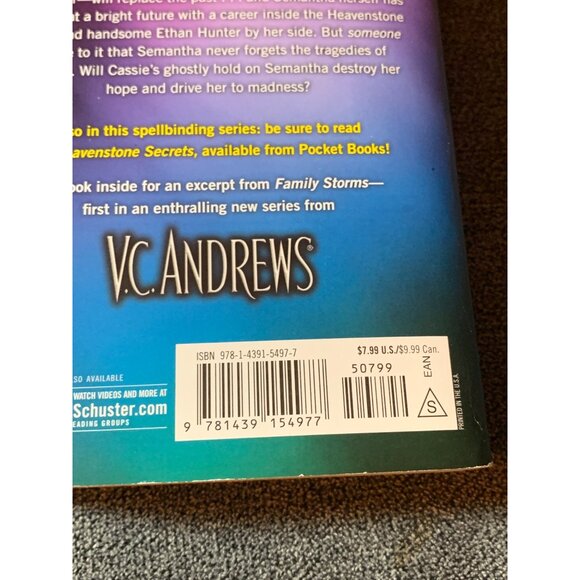 will replace the past
Semantha herself has
t a bright future with a career inside the Heavenstone
d handsome Ethan Hunter by her side. But someone
e to it that Semantha never forgets the tragedies of
. Will Cassie's ghostly hold on Semantha destroy her
hope and drive her to madness?
so in this spellbinding series: be sure to read
avenstone Secrets, available from Pocket Books!
ook inside for an excerpt from Family Storms—
first in an enthralling new series from
V.C. ANDREWS®
ISBN 978-1-4391-5497-7
$7.99 U.S./$9.99 Can.
50799
9 781439 154977
EAN
S
PRINTED IN THE U.S.A.
SO AVAILABLE
WATCH VIDEOS AND MORE AT
Schuster.com
EADING GROUPS